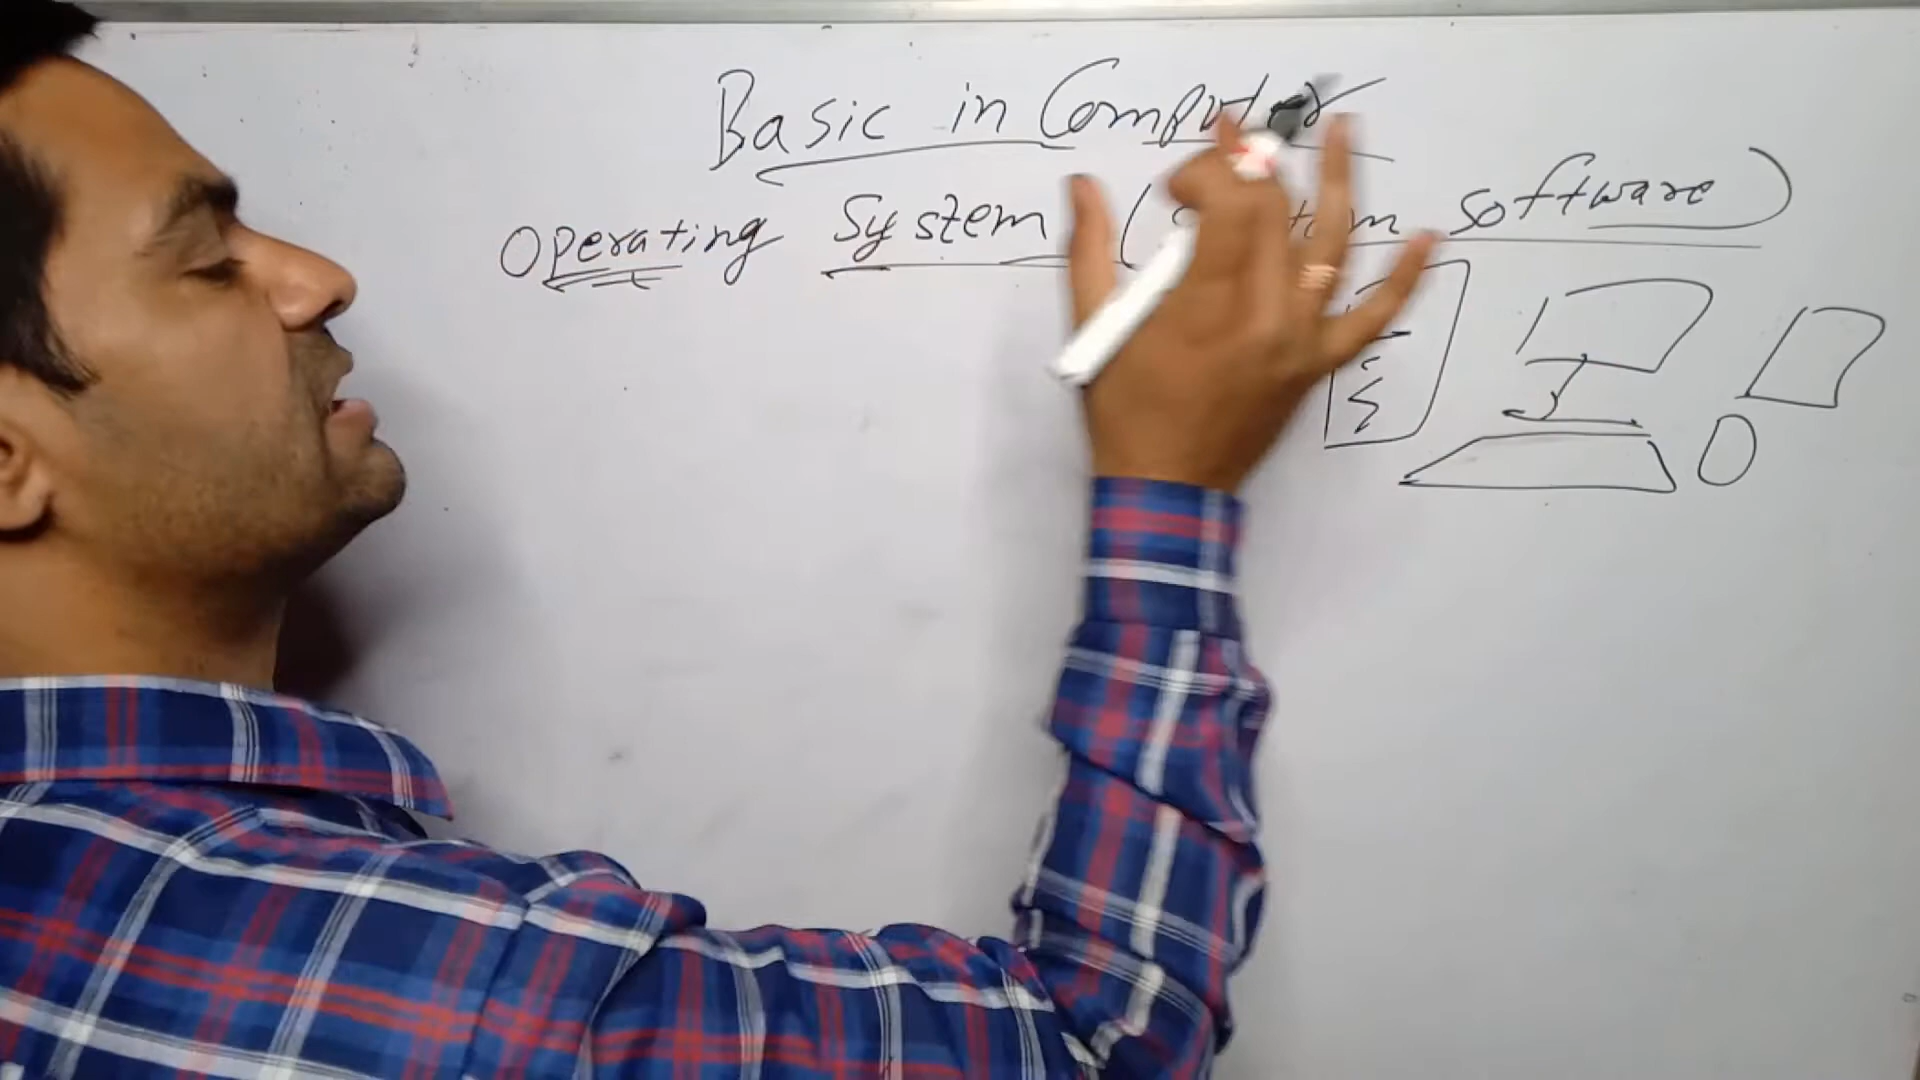 Basic in Computer
Operating System ( software)